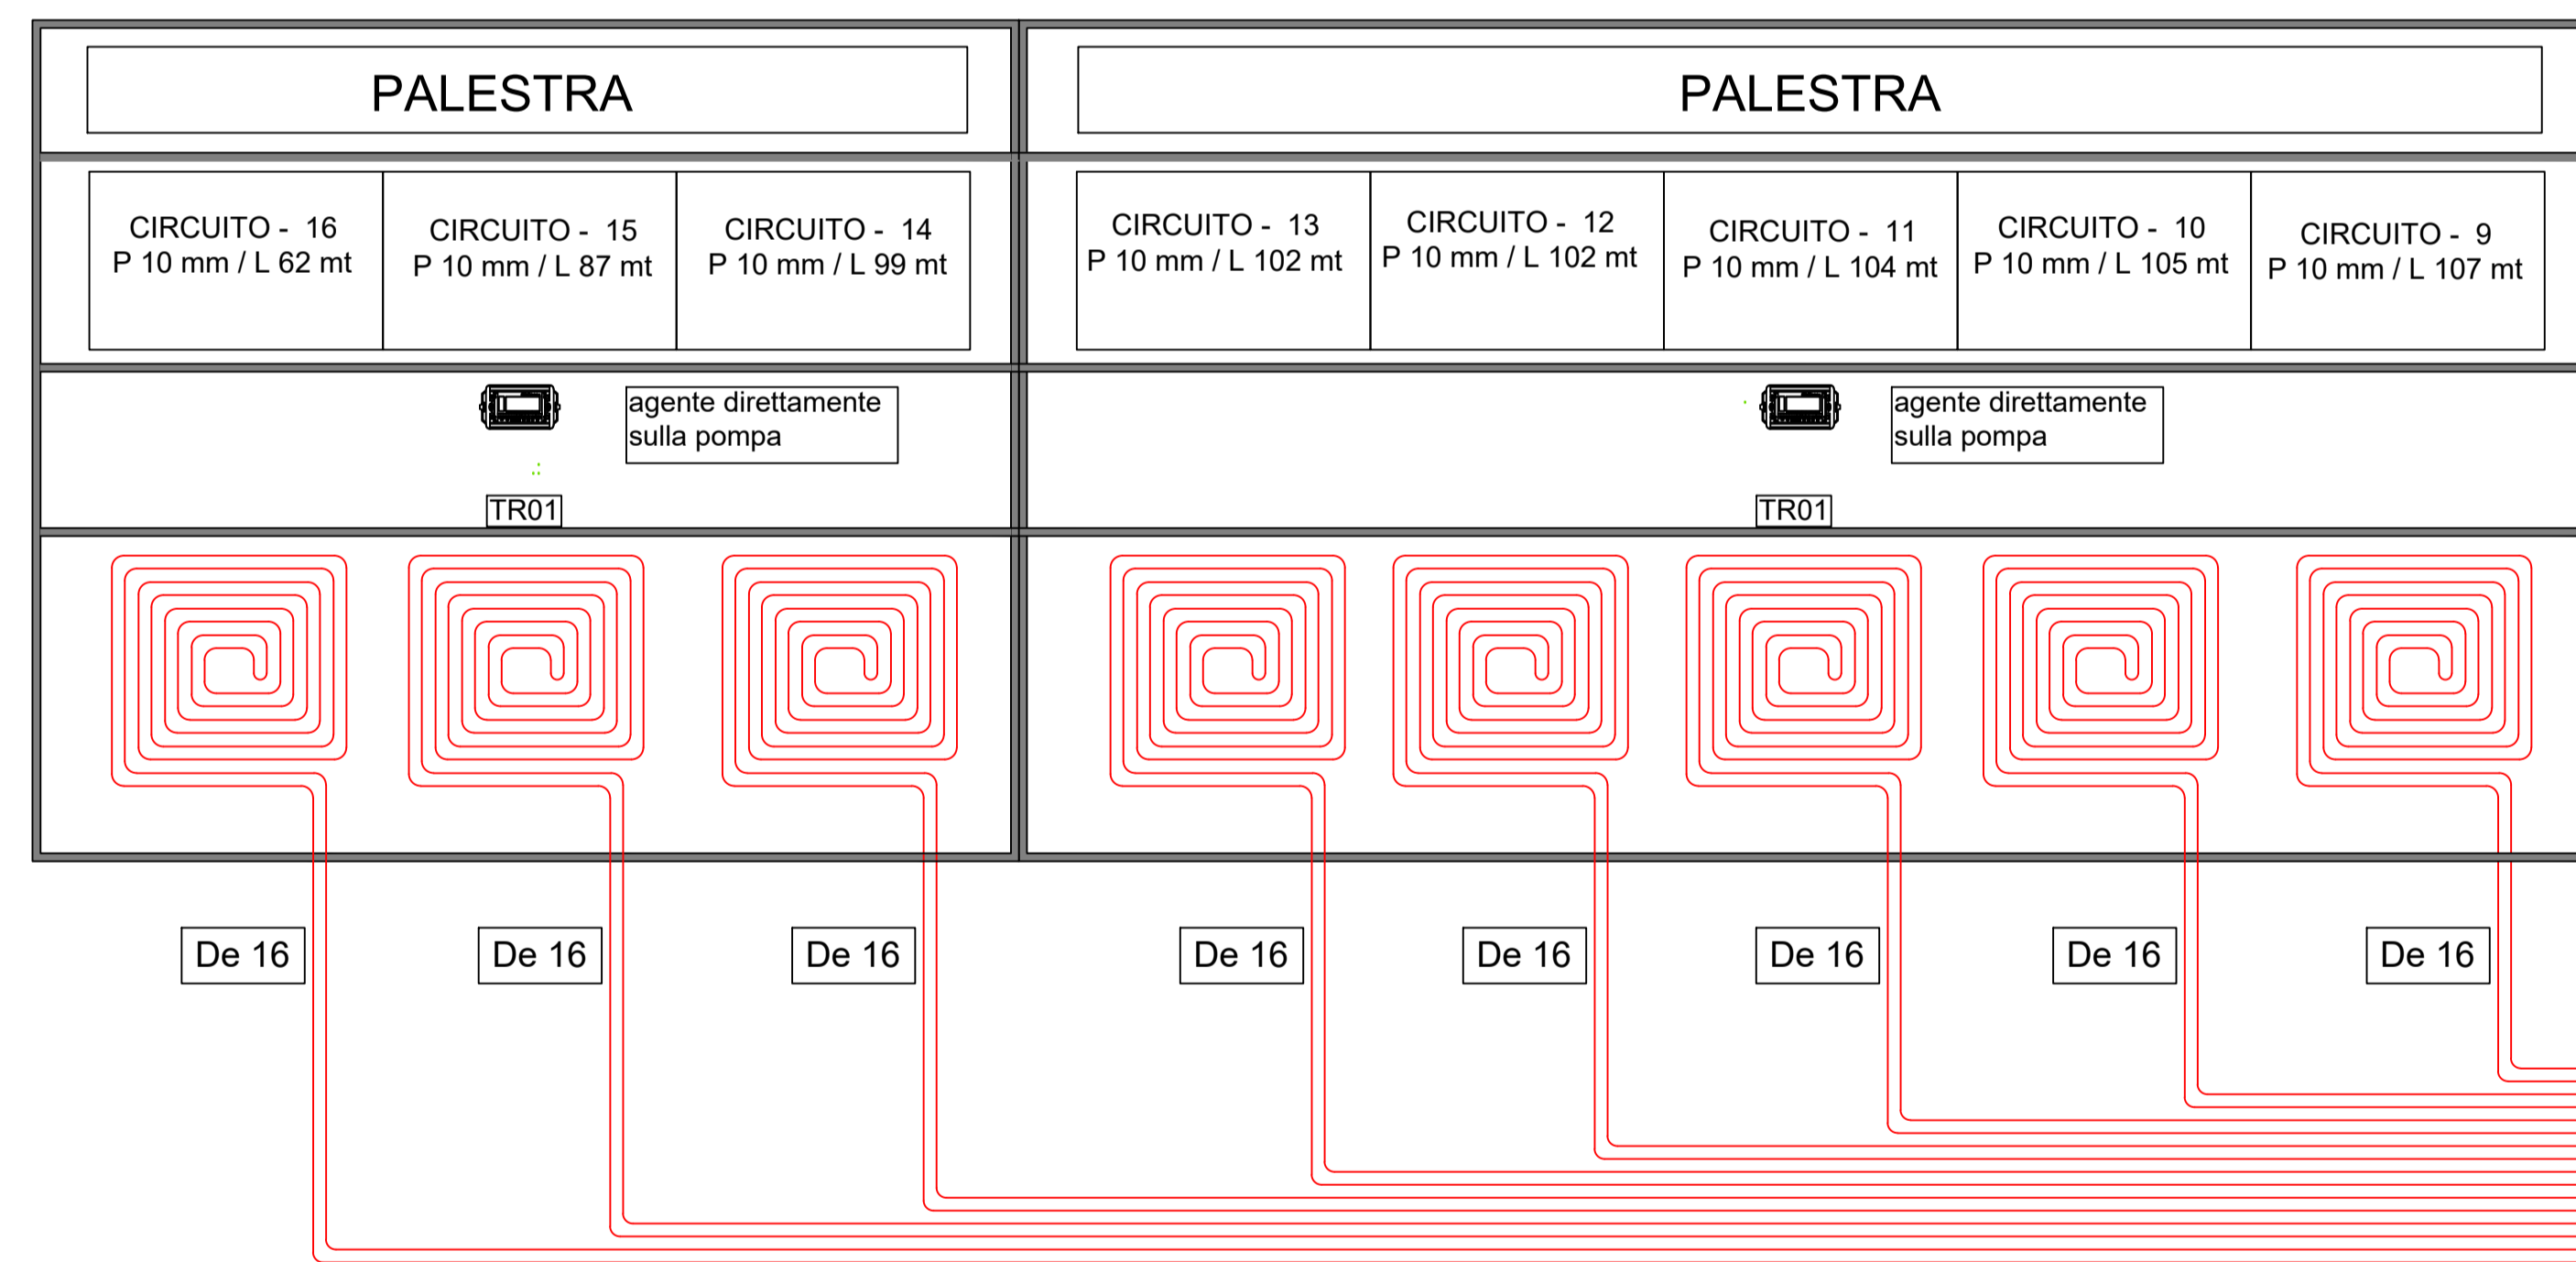 PALESTRA
PALESTRA
CIRCUITO - 16
P 10 mm / L 62 mt
CIRCUITO - 15
P 10 mm / L 87 mt
CIRCUITO - 14
P 10 mm / L 99 mt
CIRCUITO - 13
P 10 mm / L 102 mt
CIRCUITO - 12
P 10 mm / L 102 mt
CIRCUITO - 11
P 10 mm / L 104 mt
CIRCUITO - 10
P 10 mm / L 105 mt
CIRCUITO - 9
P 10 mm / L 107 mt
agente direttamente
sulla pompa
TR01
agente direttamente
sulla pompa
TR01
De 16
De 16
De 16
De 16
De 16
De 16
De 16
De 16